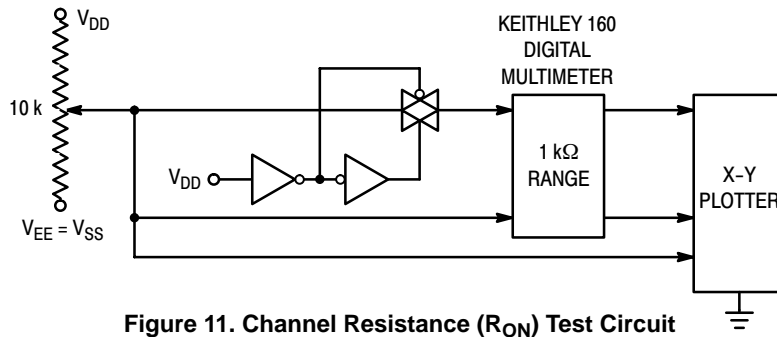 V_DD
10 k
V_EE = V_SS
V_DD
KEITHLEY 160
DIGITAL
MULTIMETER
1 kΩ
RANGE
X-Y
PLOTTER
Figure 11. Channel Resistance (R_ON) Test Circuit